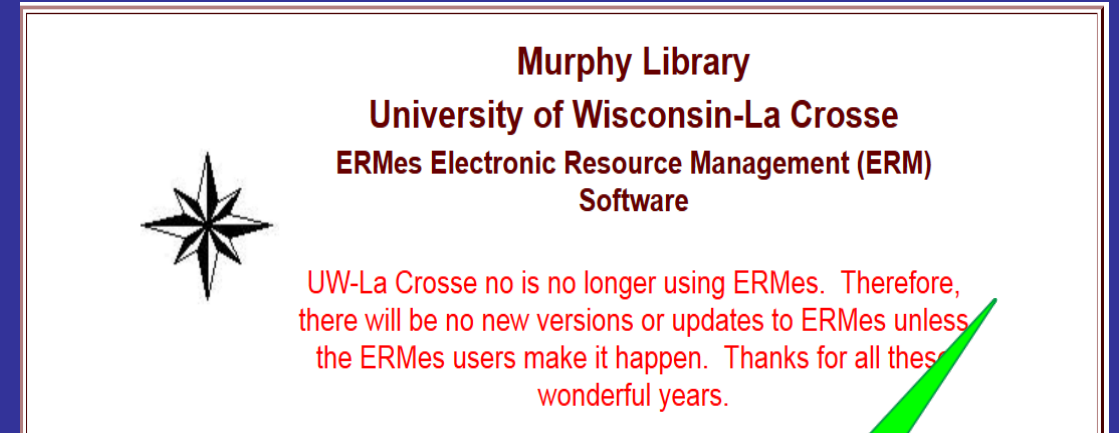 Murphy Library
University of Wisconsin-La Crosse
ERMes Electronic Resource Management (ERM)
Software
UW-La Crosse no is no longer using ERMes. Therefore,
there will be no new versions or updates to ERMes unless
the ERMes users make it happen. Thanks for all these
wonderful years.